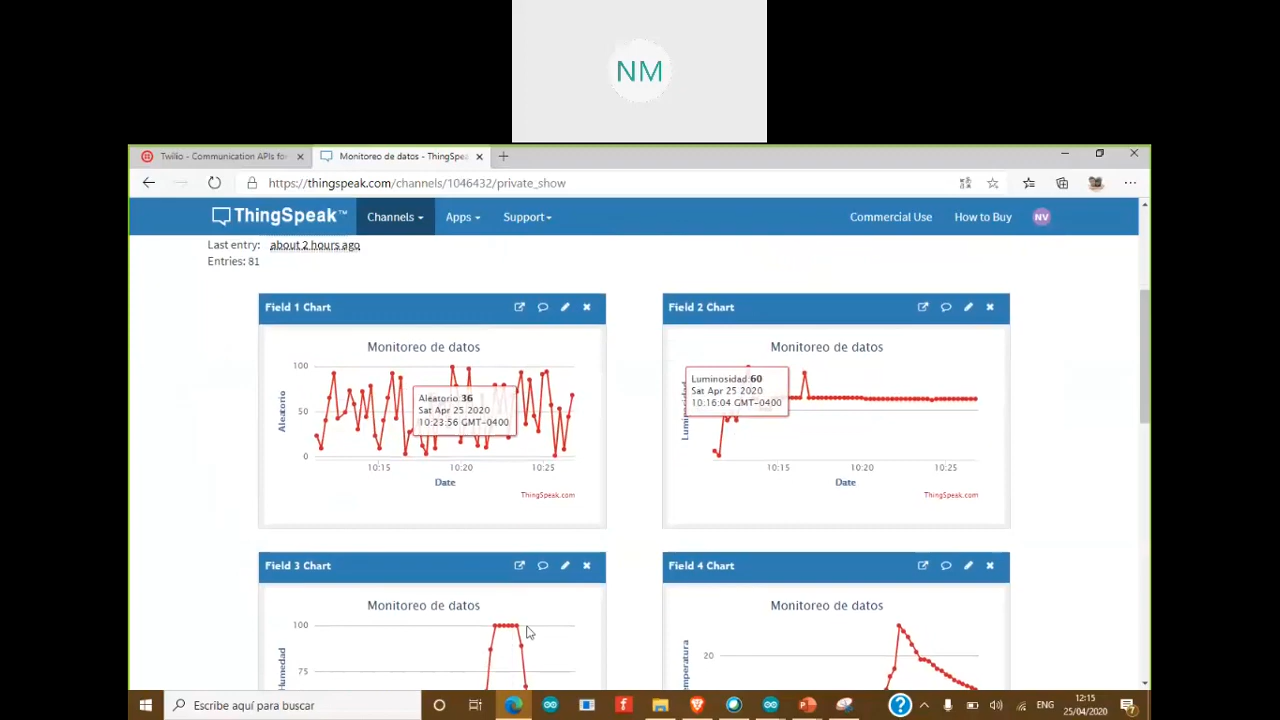 NM
Twilio - Communication APIs for
Monitoreo de datos - ThingSpea
https://thingspeak.com/channels/1046432/private_show
ThingSpeak™
Channels
Apps
Support
Commercial Use
How to Buy
NV
Last entry: about 2 hours ago
Entries: 81
Field 1 Chart
Monitoreo de datos
Aleatorio
100
50
0
Aleatorio:36
Sat Apr 25 2020
10:23:56 GMT-0400
10:15
10:20
10:25
Date
ThingSpeak.com
Field 2 Chart
Monitoreo de datos
Luminosidad:60
Sat Apr 25 2020
10:16:04 GMT-0400
10:15
10:20
10:25
Date
ThingSpeak.com
Field 3 Chart
Monitoreo de datos
100
75
Humedad
Field 4 Chart
Monitoreo de datos
20
emperatura
Escribe aquí para buscar
ENG
12:15
25/04/2020
7